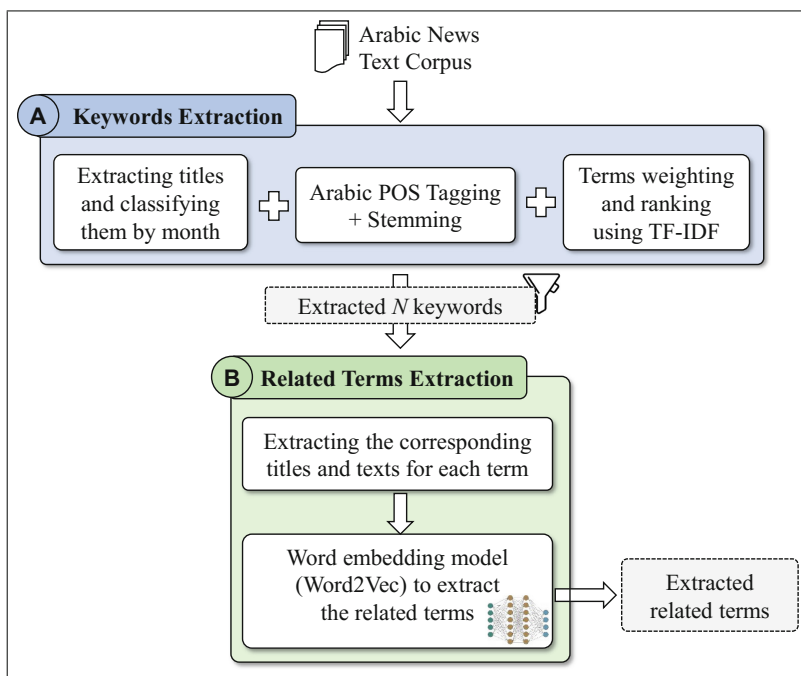 Arabic News
Text Corpus
A Keywords Extraction
Extracting titles
and classifying
them by month
Arabic POS Tagging
+ Stemming
Terms weighting
and ranking
using TF-IDF
Extracted N keywords
B Related Terms Extraction
Extracting the corresponding
titles and texts for each term
Word embedding model
(Word2Vec) to extract
the related terms
Extracted
related terms